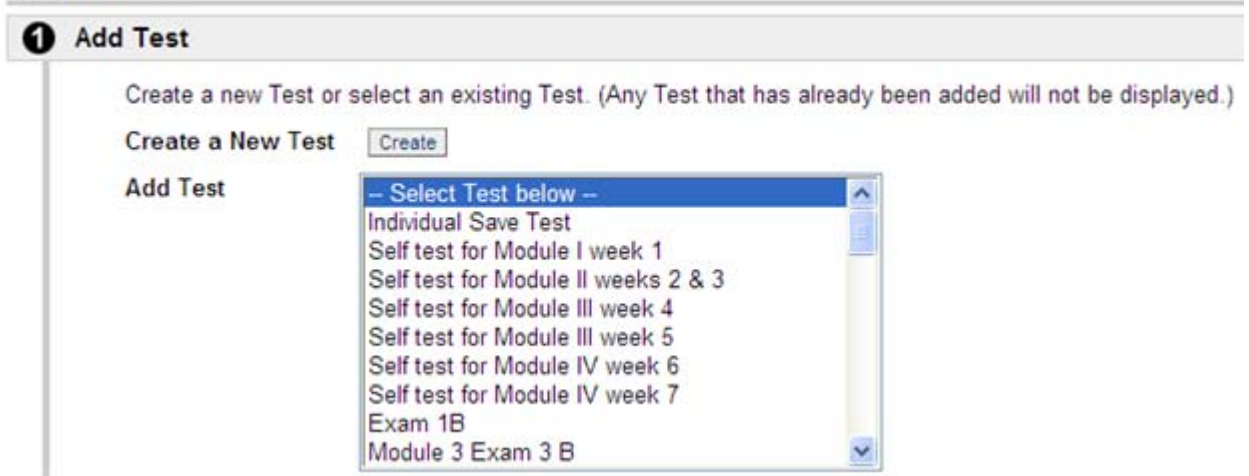 1 Add Test
Create a new Test or select an existing Test. (Any Test that has already been added will not be displayed.)
Create a New Test Create
Add Test
-- Select Test below --
Individual Save Test
Self test for Module I week 1
Self test for Module II weeks 2 & 3
Self test for Module III week 4
Self test for Module III week 5
Self test for Module IV week 6
Self test for Module IV week 7
Exam 1B
Module 3 Exam 3 B